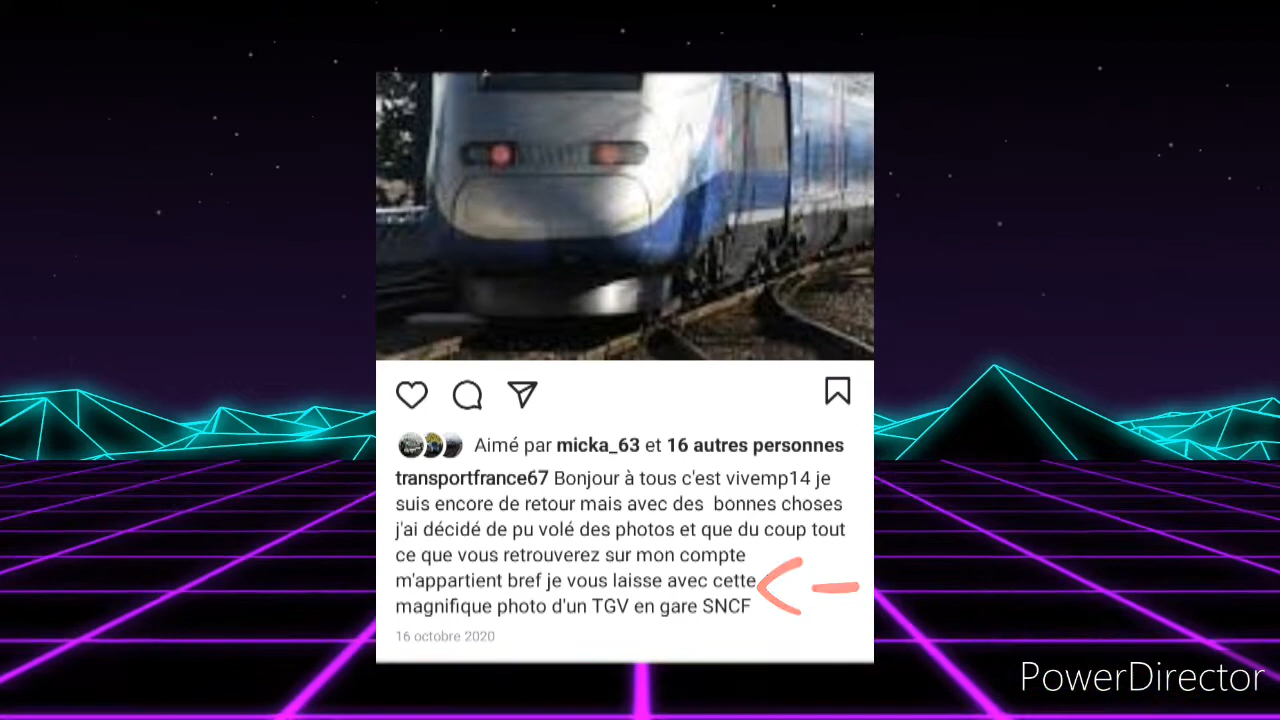 Aimé par micka_63 et 16 autres personnes
transportfrance67 Bonjour à tous c'est vivemp14 je
suis encore de retour mais avec des bonnes choses
j'ai décidé de pu volé des photos et que du coup tout
ce que vous retrouverez sur mon compte
m'appartient bref je vous laisse avec cette
magnifique photo d'un TGV en gare SNCF
16 octobre 2020
PowerDirector